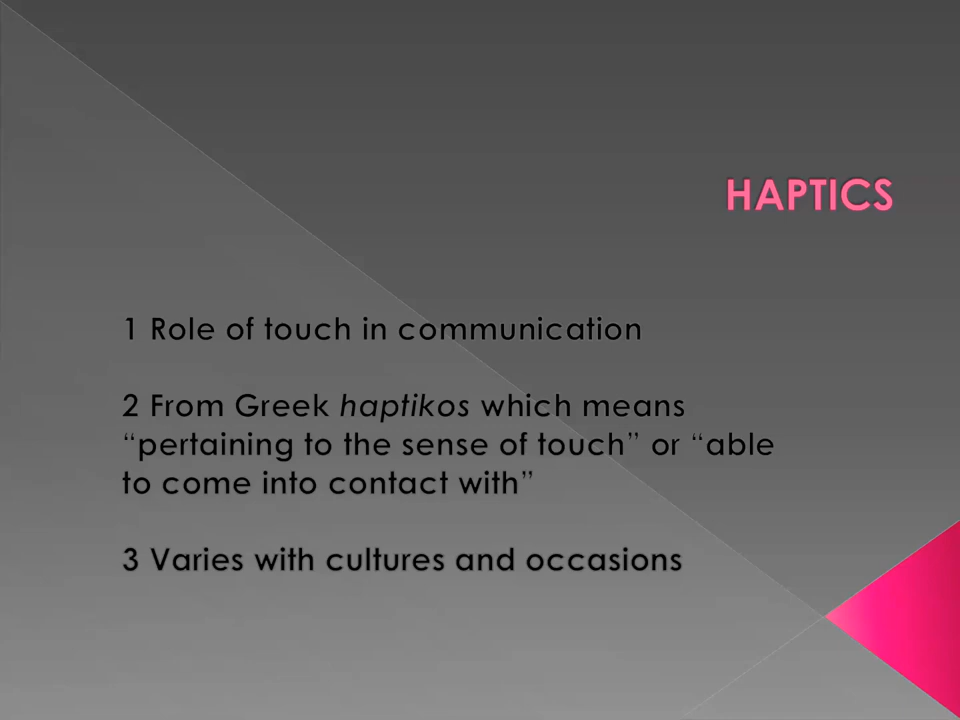 HAPTICS
1 Role of touch in communication
2 From Greek haptikos which means
“pertaining to the sense of touch” or “able
to come into contact with”
3 Varies with cultures and occasions